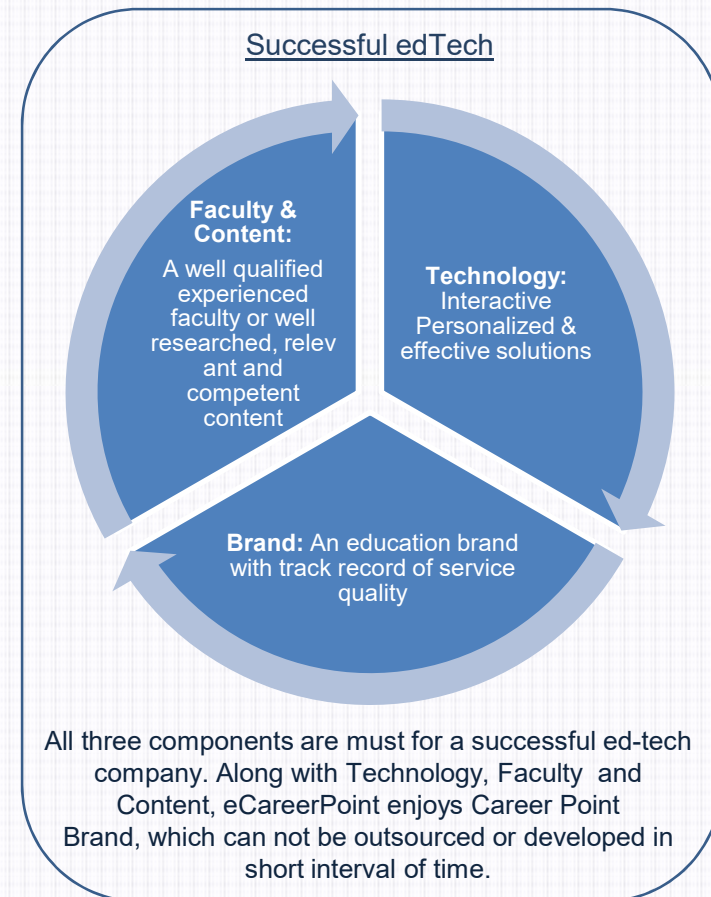 Successful edTech
Faculty &
Content:
A well qualified
experienced
faculty or well
researched, relev
ant and
competent
content
Technology:
Interactive
Personalized &
effective solutions
Brand: An education brand
with track record of service
quality
All three components are must for a successful ed-tech
company. Along with Technology, Faculty and
Content, eCareerPoint enjoys Career Point
Brand, which can not be outsourced or developed in
short interval of time.